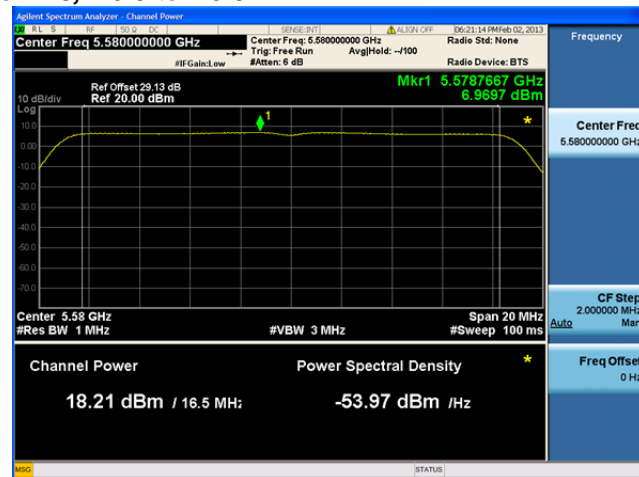 Agilent Spectrum Analyzer - Channel Power
RL S RF 50 Ω DC SENSE:INT ALIGN OFF 06:21:14 PM Feb 02, 2013
Center Freq 5.580000000 GHz
Center Freq: 5.580000000 GHz Radio Std: None
Trig: Free Run Avg|Hold: --/100
#IFGain:Low #Atten: 6 dB Radio Device: BTS
Ref Offset 29.13 dB Mkr1 5.5787667 GHz
10 dB/div Ref 20.00 dBm 6.9697 dBm
Log
1
10.0
0.00
-10.0
-20.0
-30.0
-40.0
-50.0
-60.0
-70.0
Center 5.58 GHz Span 20 MHz
#Res BW 1 MHz #VBW 3 MHz #Sweep 100 ms
Channel Power Power Spectral Density
18.21 dBm / 16.5 MHz -53.97 dBm /Hz
MSG STATUS
Frequency
Center Freq
5.580000000 GHz
CF Step
2.000000 MHz
Auto Man
Freq Offset
0 Hz